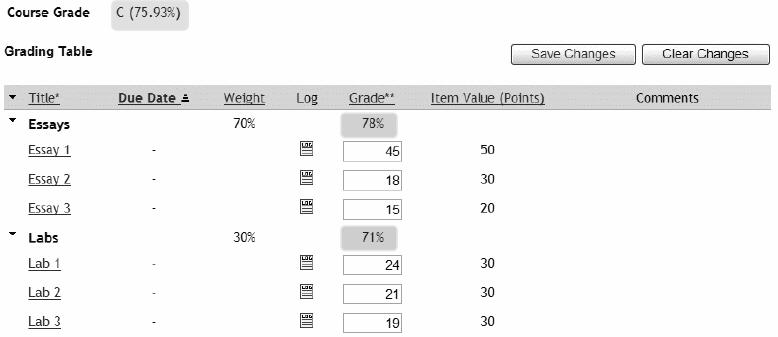 Course Grade C (75.93%)
Grading Table
Save Changes Clear Changes
Title* Due Date Weight Log Grade** Item Value (Points) Comments
Essays 70% 78%
Essay 1 - 45 50
Essay 2 - 18 30
Essay 3 - 15 20
Labs 30% 71%
Lab 1 - 24 30
Lab 2 - 21 30
Lab 3 - 19 30